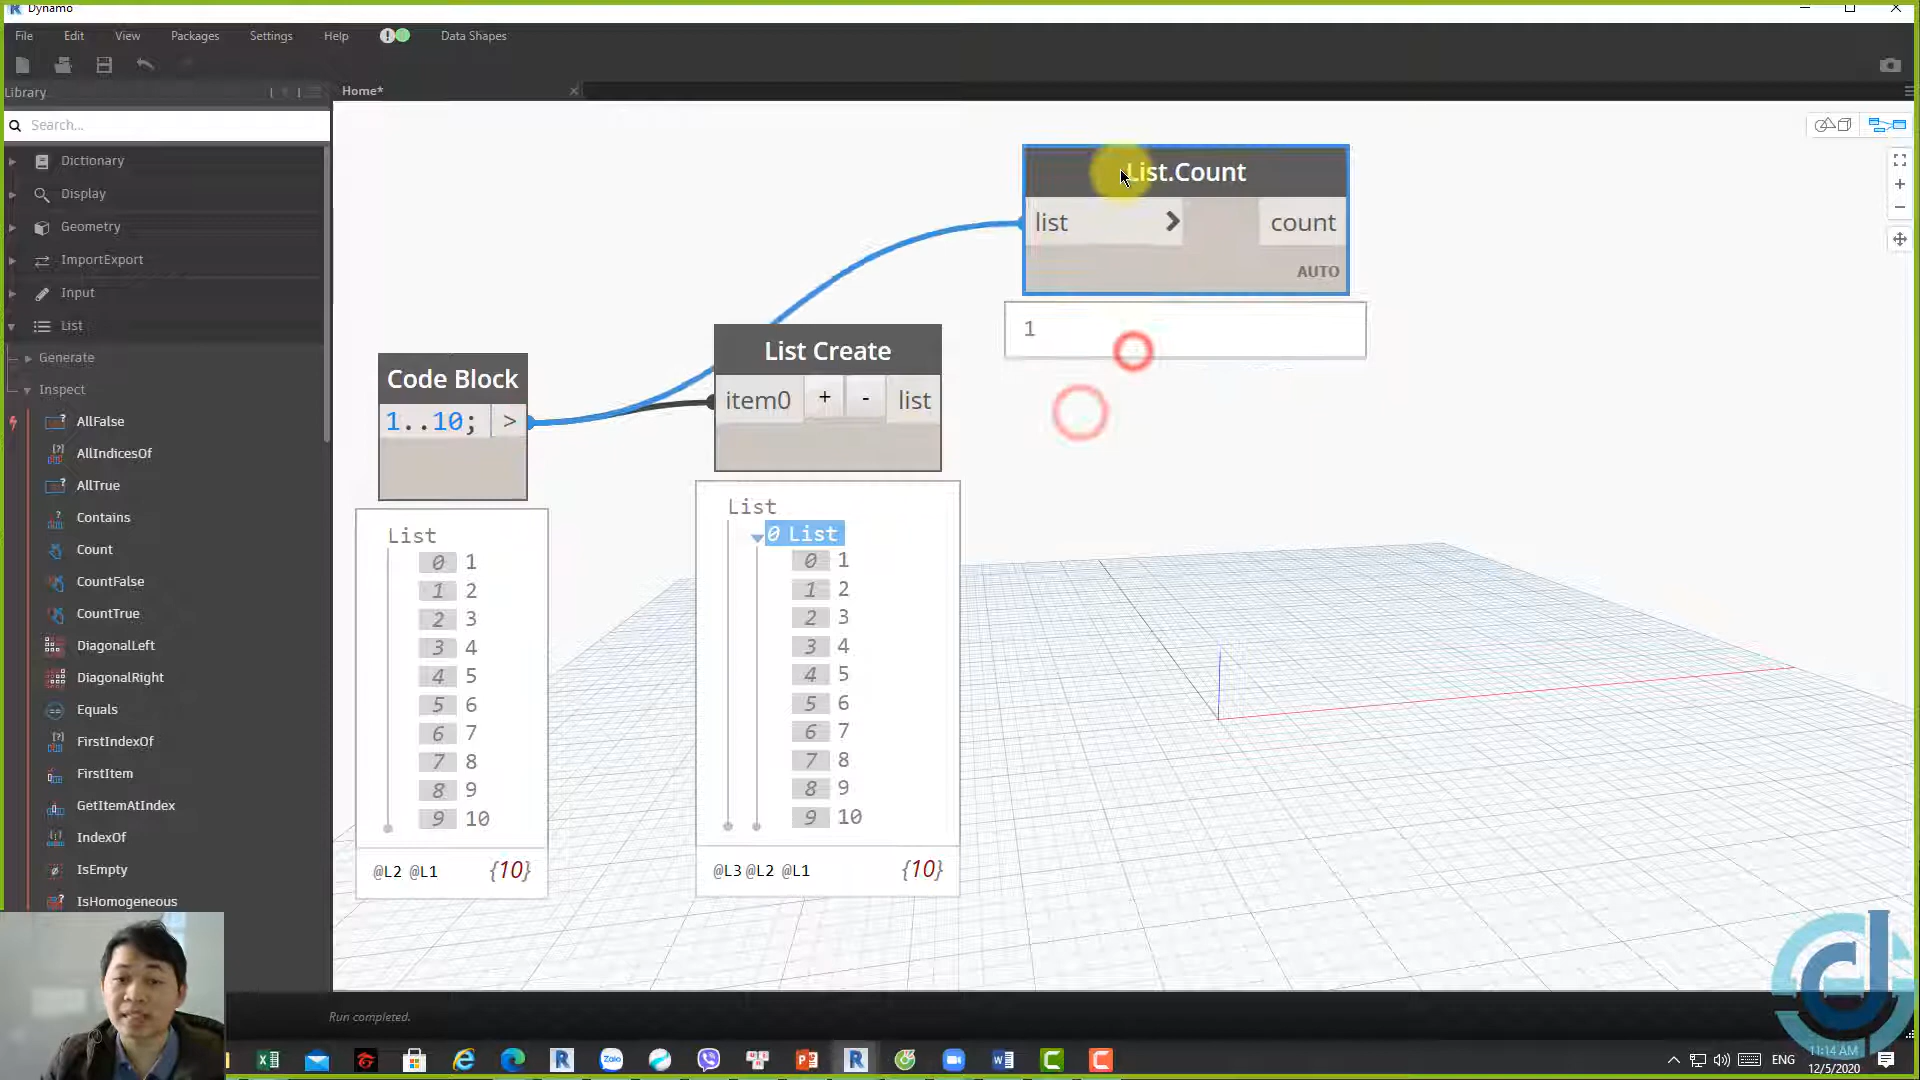 Dynamo
File Edit View Packages Settings Help Data Shapes
Library
Home*
Search...
Dictionary
Display
Geometry
ImportExport
Input
List
Generate
Inspect
AllFalse
AllIndicesOf
AllTrue
Contains
Count
CountFalse
CountTrue
DiagonalLeft
DiagonalRight
Equals
FirstIndexOf
FirstItem
GetItemAtIndex
IndexOf
IsEmpty
IsHomogeneous
Code Block
1..10; >
List
0 1
1 2
2 3
3 4
4 5
5 6
6 7
7 8
8 9
9 10
@L2 @L1 {10}
List Create
item0 + - list
List
0 List
0 1
1 2
2 3
3 4
4 5
5 6
6 7
7 8
8 9
9 10
@L3 @L2 @L1 {10}
List.Count
list count
AUTO
1
Run completed.
ENG
11:14 AM
12/5/2020